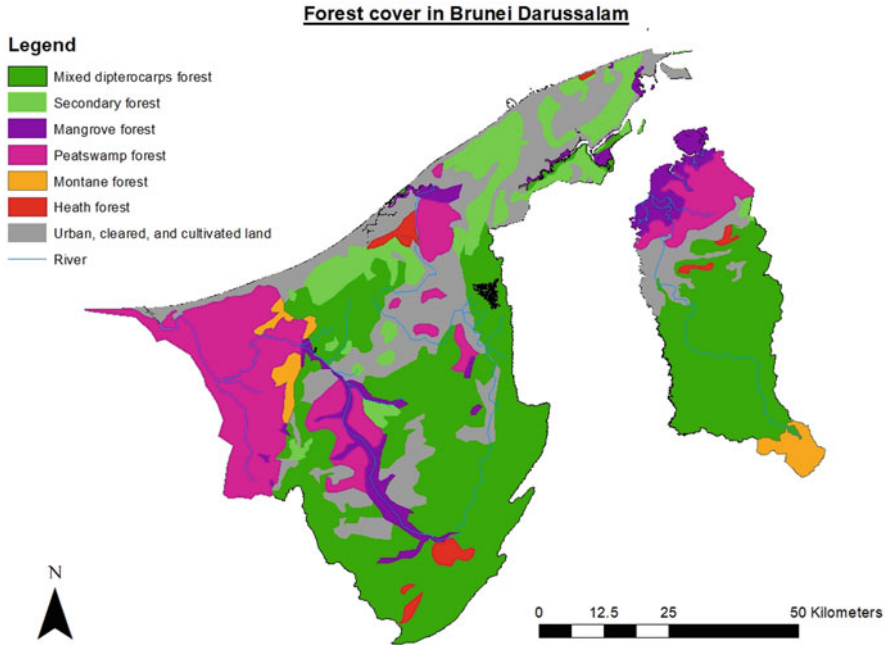 Forest cover in Brunei Darussalam
Legend
Mixed dipterocarps forest
Secondary forest
Mangrove forest
Peatswamp forest
Montane forest
Heath forest
Urban, cleared, and cultivated land
River
N
0 12.5 25 50 Kilometers